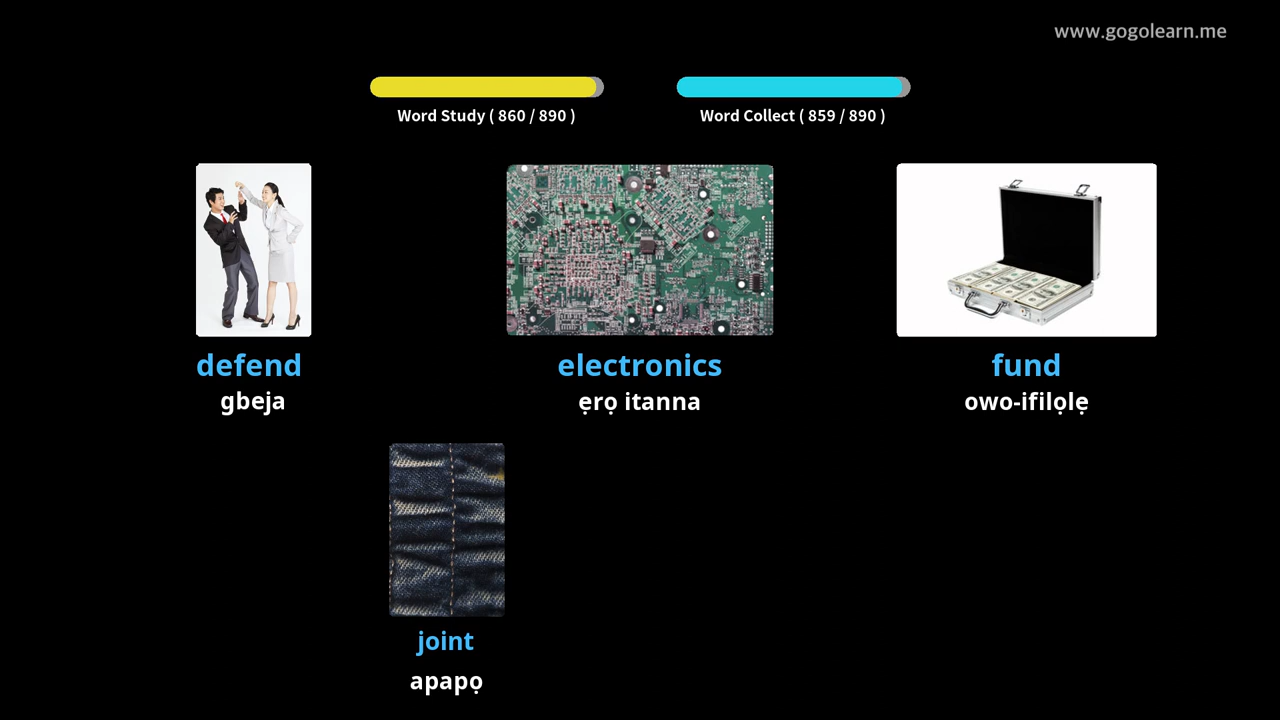 www.gogolearn.me
Word Study ( 860 / 890 )
Word Collect ( 859 / 890 )
defend
gbeja
electronics
ẹrọ itanna
fund
owo-ifilọlẹ
joint
apapọ